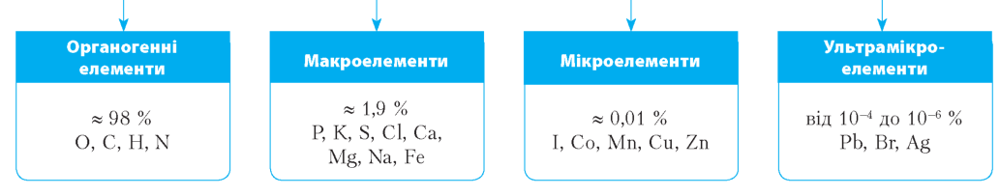 Органогенні
елементи
≈ 98 %
O, C, H, N
Макроелементи
≈ 1,9 %
P, K, S, Cl, Ca,
Mg, Na, Fe
Мікроелементи
≈ 0,01 %
I, Co, Mn, Cu, Zn
Ультрамікро-
елементи
від 10⁻⁴ до 10⁻⁶ %
Pb, Br, Ag